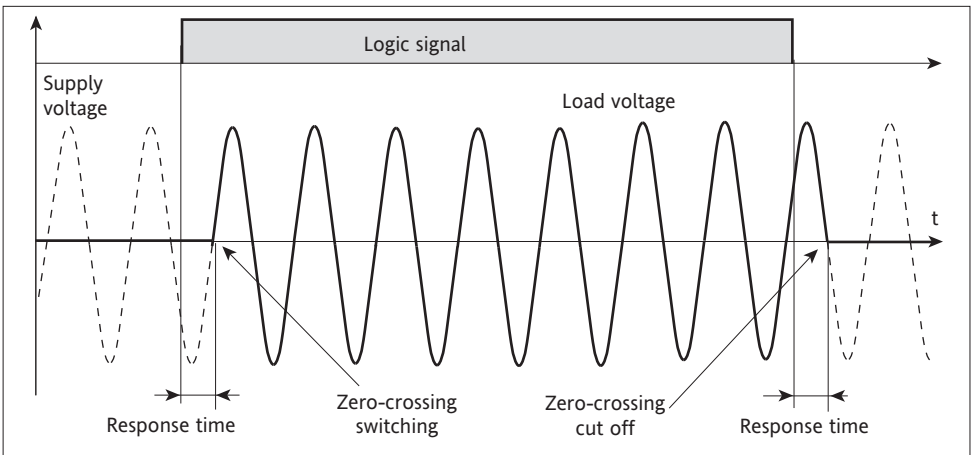 Logic signal
Supply
voltage
Load voltage
t
Response time
Zero-crossing
switching
Zero-crossing
cut off
Response time